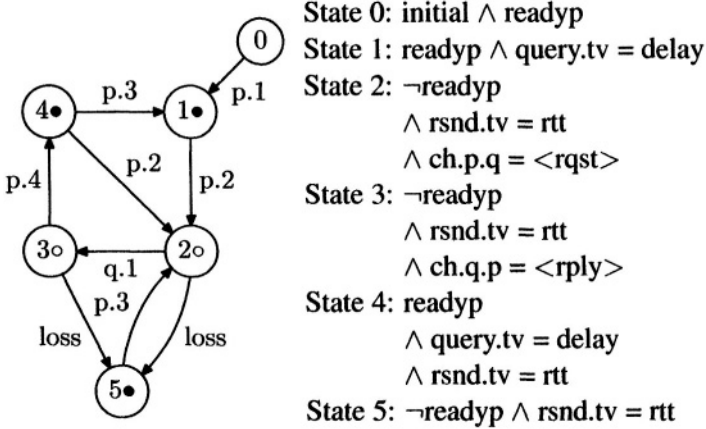 0
4●
p.3
1●
p.1
p.4
p.2
p.2
3○
q.1
2○
p.3
loss
loss
5●
State 0: initial ∧ readyp
State 1: readyp ∧ query.tv = delay
State 2: ¬readyp
∧ rsnd.tv = rtt
∧ ch.p.q = <rqst>
State 3: ¬readyp
∧ rsnd.tv = rtt
∧ ch.q.p = <rply>
State 4: readyp
∧ query.tv = delay
∧ rsnd.tv = rtt
State 5: ¬readyp ∧ rsnd.tv = rtt